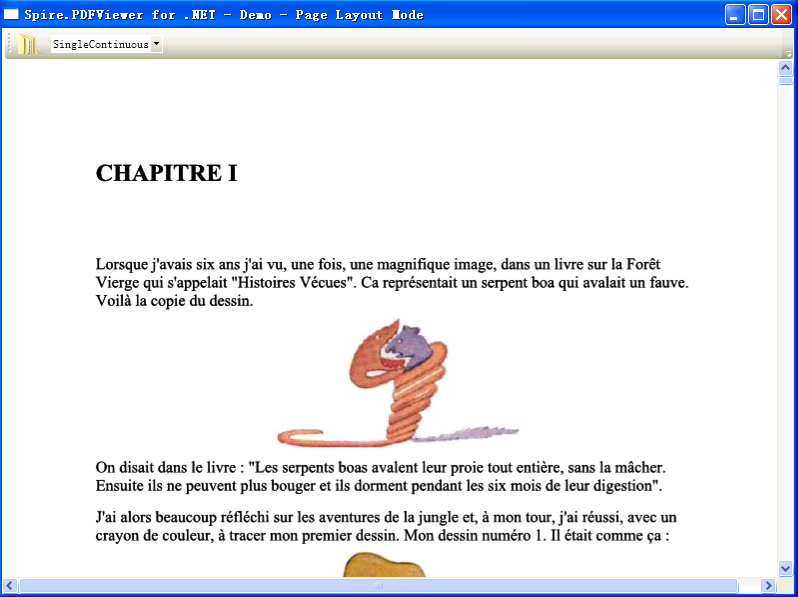 Spire.PDFViewer for .NET - Demo - Page Layout Mode
SingleContinuous
CHAPITRE I
Lorsque j'avais six ans j'ai vu, une fois, une magnifique image, dans un livre sur la Forêt
Vierge qui s'appelait "Histoires Vécues". Ca représentait un serpent boa qui avalait un fauve.
Voilà la copie du dessin.
On disait dans le livre : "Les serpents boas avalent leur proie tout entière, sans la mâcher.
Ensuite ils ne peuvent plus bouger et ils dorment pendant les six mois de leur digestion".
J'ai alors beaucoup réfléchi sur les aventures de la jungle et, à mon tour, j'ai réussi, avec un
crayon de couleur, à tracer mon premier dessin. Mon dessin numéro 1. Il était comme ça :